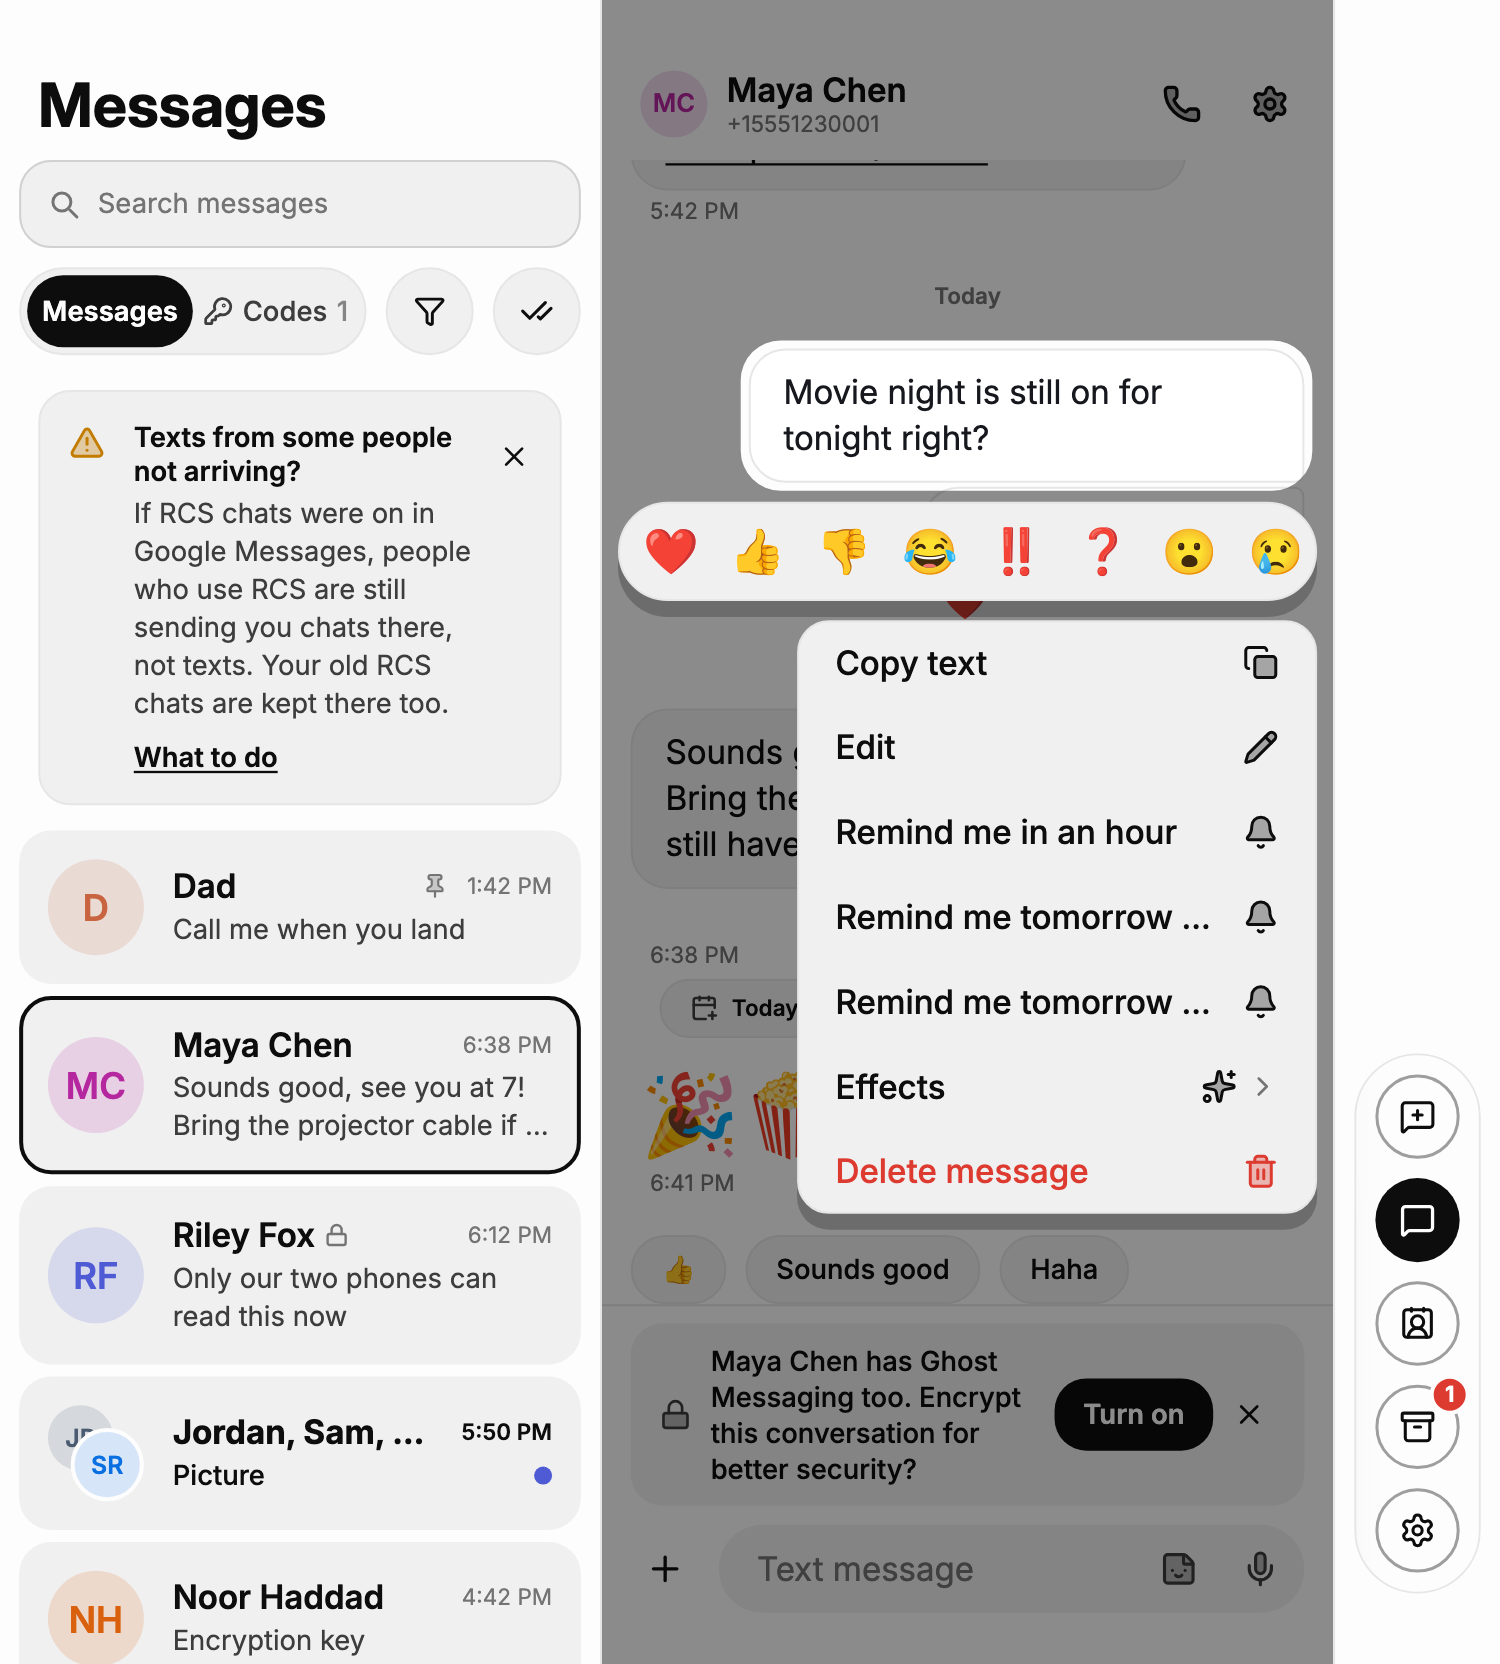 Messages
Search messages
Messages
Codes 1
Texts from some people
not arriving?
If RCS chats were on in
Google Messages, people
who use RCS are still
sending you chats there,
not texts. Your old RCS
chats are kept there too.
What to do
D
Dad
1:42 PM
Call me when you land
MC
Maya Chen
6:38 PM
Sounds good, see you at 7!
Bring the projector cable if ...
RF
Riley Fox
6:12 PM
Only our two phones can
read this now
SR
Jordan, Sam, ...
5:50 PM
Picture
NH
Noor Haddad
4:42 PM
Encryption key
MC
Maya Chen
+15551230001
5:42 PM
Today
Movie night is still on for
tonight right?
Copy text
Edit
Remind me in an hour
Remind me tomorrow ...
Remind me tomorrow ...
Effects
Delete message
Sounds
Bring the
still have
6:38 PM
Today
6:41 PM
Sounds good
Haha
Maya Chen has Ghost
Messaging too. Encrypt
this conversation for
better security?
Turn on
Text message
1